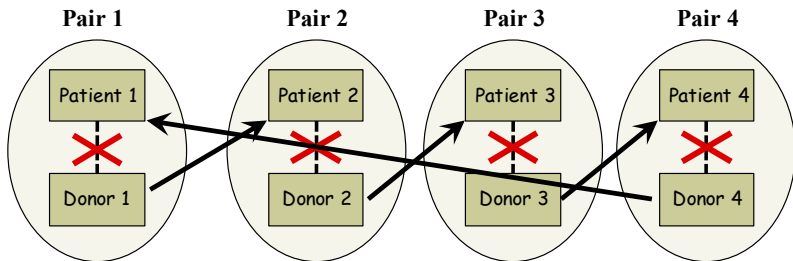 Pair 1 Pair 2 Pair 3 Pair 4
Patient 1 Patient 2 Patient 3 Patient 4
Donor 1 Donor 2 Donor 3 Donor 4